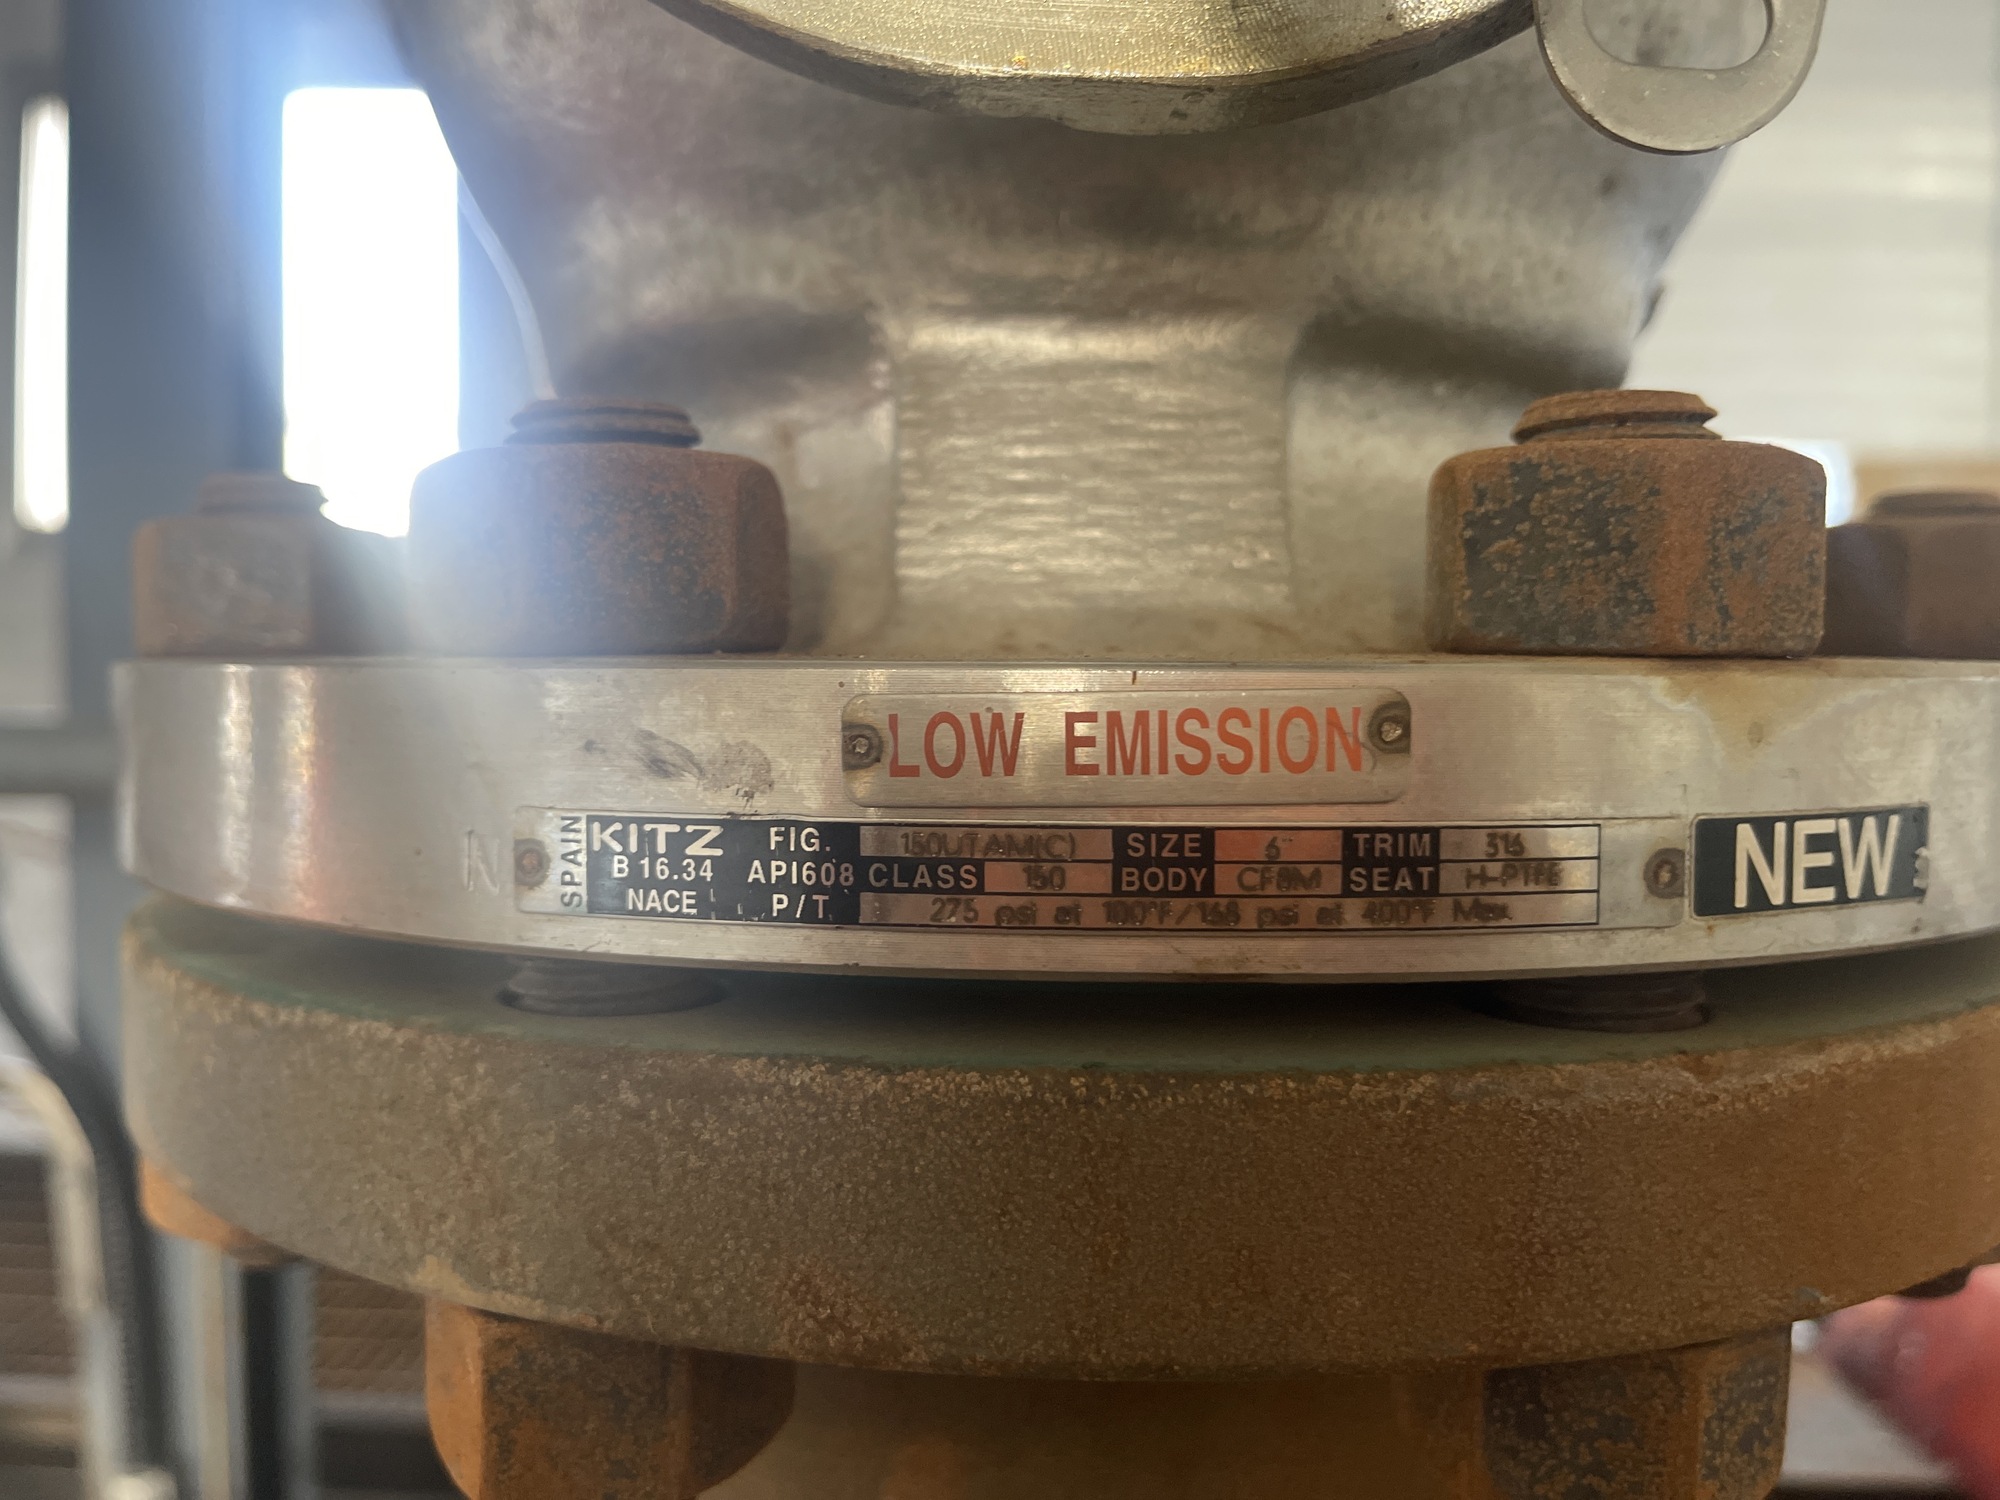 LOW EMISSION
N
SPAIN
KITZ FIG. 150UTAM(C) SIZE 6" TRIM 316
B 16.34 API608 CLASS 150 BODY CF8M SEAT H-PTFE
NACE P/T 275 psi at 100°F/168 psi at 400°F Max.
NEW